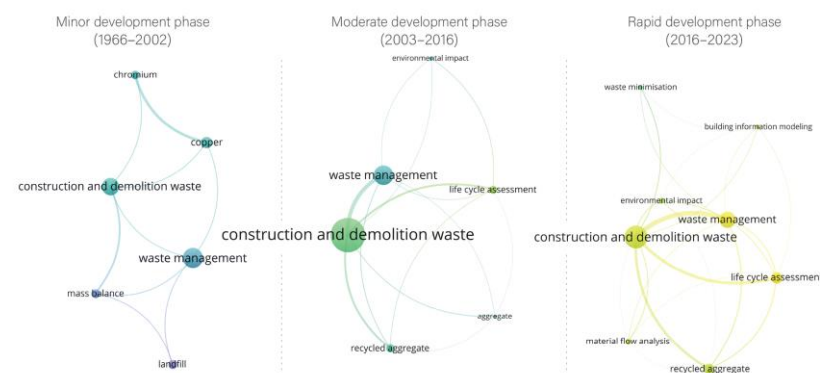 Minor development phase
(1966–2002)
chromium
copper
construction and demolition waste
waste management
mass balance
landfill
Moderate development phase
(2003–2016)
environmental impact
waste management
life cycle assessment
construction and demolition waste
aggregate
recycled aggregate
Rapid development phase
(2016–2023)
waste minimisation
building information modeling
environmental impact
waste management
construction and demolition waste
life cycle assessmen
material flow analysis
recycled aggregate